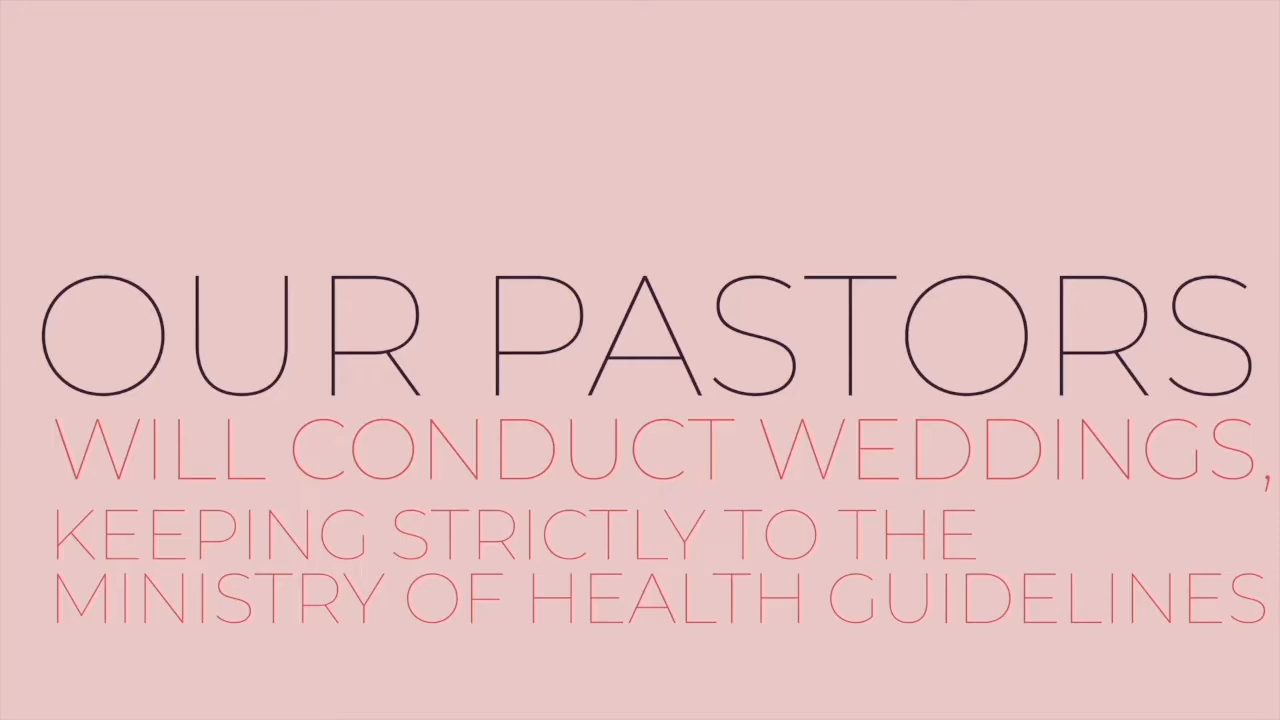 OUR PASTORS
WILL CONDUCT WEDDINGS,
KEEPING STRICTLY TO THE
MINISTRY OF HEALTH GUIDELINES